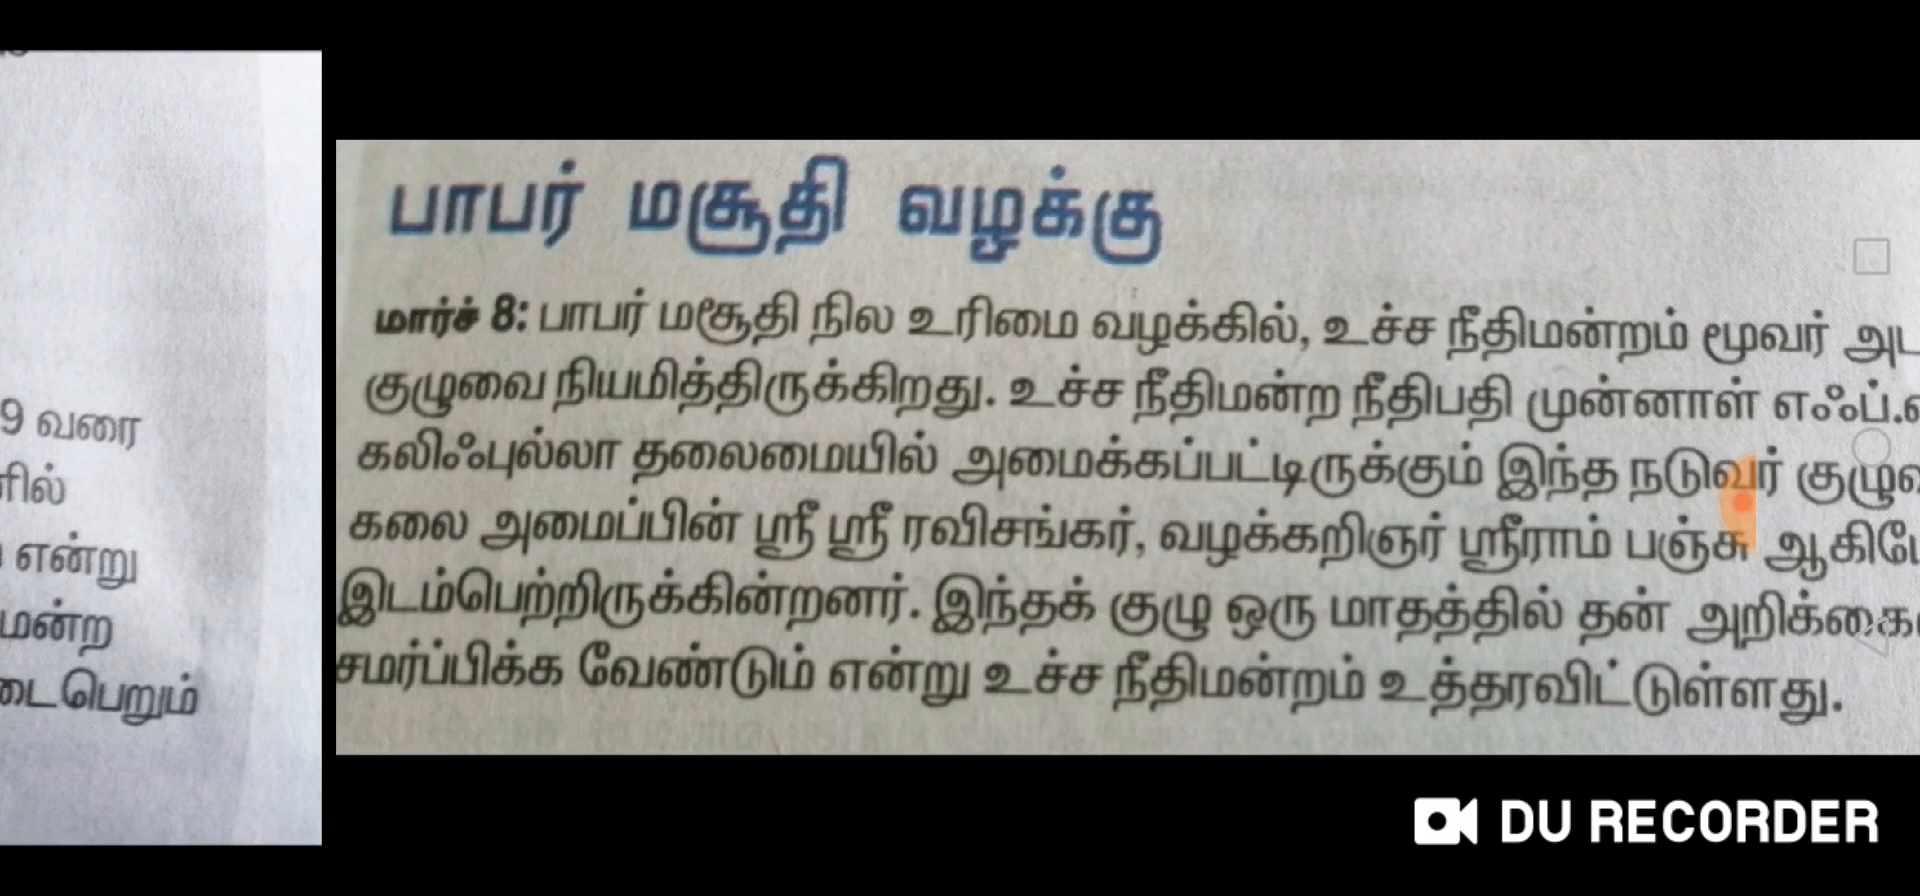 9 வரை
என்று
மன்ற
பாபர் மசூதி வழக்கு
மார்ச் 8: பாபர் மசூதி நில உரிமை வழக்கில், உச்ச நீதிமன்றம் மூவர்
குழுவை நியமித்திருக்கிறது. உச்ச நீதிமன்ற நீதிபதி முன்னாள்
கலிஃபுல்லா தலைமையில் அமைக்கப்பட்டிருக்கும் இந்த நடுவர்
கலை அமைப்பின் ஸ்ரீ ஸ்ரீ ரவிசங்கர், வழக்கறிஞர் ஸ்ரீராம் பஞ்சு
இடம்பெற்றிருக்கின்றனர். இந்தக் குழு ஒரு மாதத்தில் தன்
சமர்ப்பிக்க வேண்டும் என்று உச்ச நீதிமன்றம் உத்தரவிட்டுள்ளது.
DU RECORDER